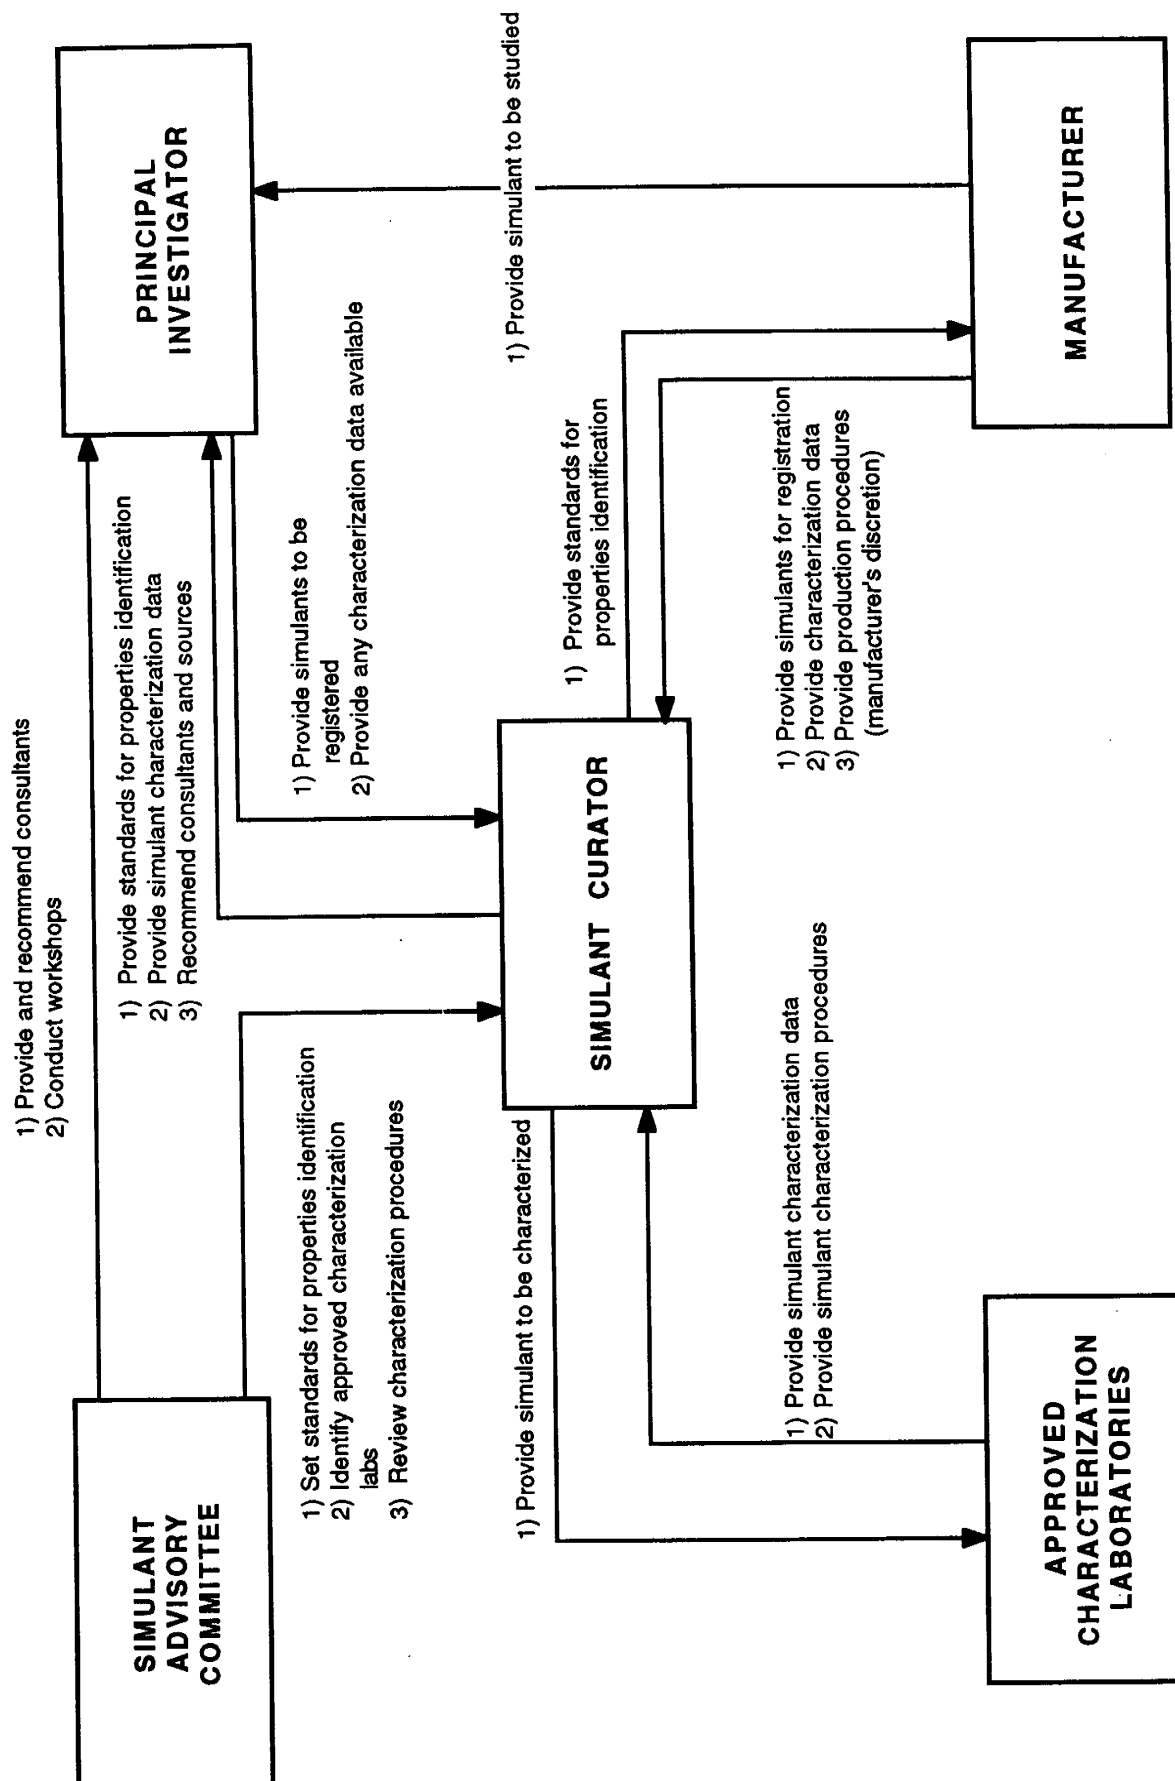 1) Provide and recommend consultants
2) Conduct workshops
SIMULANT
ADVISORY
COMMITTEE
PRINCIPAL
INVESTIGATOR
1) Provide standards for properties identification
2) Provide simulant characterization data
3) Recommend consultants and sources
1) Set standards for properties identification
2) Identify approved characterization
labs
3) Review characterization procedures
1) Provide simulants to be
registered
2) Provide any characterization data available
1) Provide simulant to be characterized
SIMULANT CURATOR
1) Provide simulant to be studied
1) Provide standards for
properties identification
1) Provide simulant characterization data
2) Provide simulant characterization procedures
1) Provide simulants for registration
2) Provide characterization data
3) Provide production procedures
(manufacturer's discretion)
APPROVED
CHARACTERIZATION
LABORATORIES
MANUFACTURER